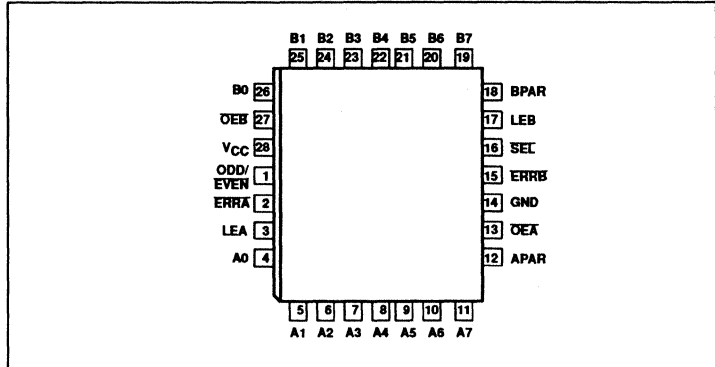 B1 B2 B3 B4 B5 B6 B7
25 24 23 22 21 20 19
B0 26
OEB 27
VCC 28
ODD/
EVEN 1
ERRA 2
LEA 3
A0 4
18 BPAR
17 LEB
16 SEL
15 ERRB
14 GND
13 OEA
12 APAR
5 6 7 8 9 10 11
A1 A2 A3 A4 A5 A6 A7